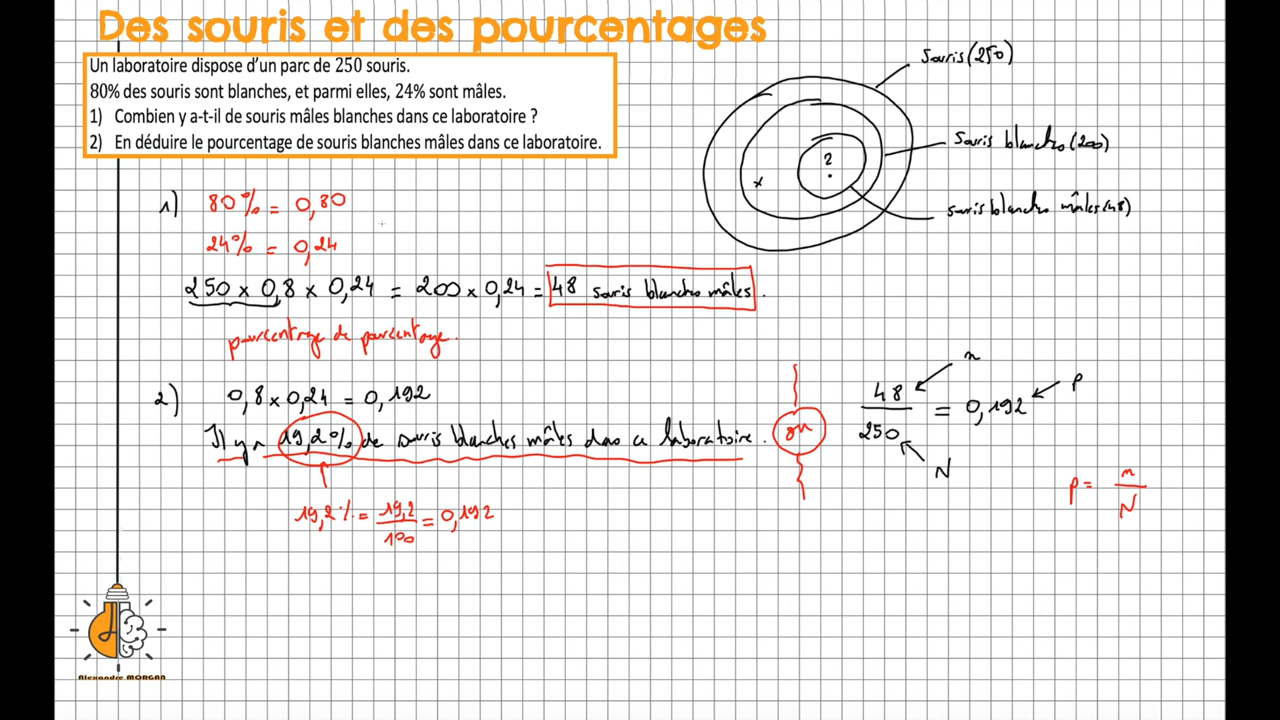 Des souris et des pourcentages
Un laboratoire dispose d'un parc de 250 souris.
80% des souris sont blanches, et parmi elles, 24% sont mâles.
1) Combien y a-t-il de souris mâles blanches dans ce laboratoire ?
2) En déduire le pourcentage de souris blanches mâles dans ce laboratoire.
souris (250)
souris blanches (200)
souris blanches mâles (48)
?
x
1) 80% = 0,80
24% = 0,24
250 x 0,8 x 0,24 = 200 x 0,24 = 48 souris blanches mâles.
pourcentage de pourcentage.
2) 0,8 x 0,24 = 0,192
Il y a 19,2% de souris blanches mâles dans ce laboratoire.
19,2% = 19,2/100 = 0,192
ou
48/250 = 0,192
n
p
N
p = n/N
Alexandre MORGAN